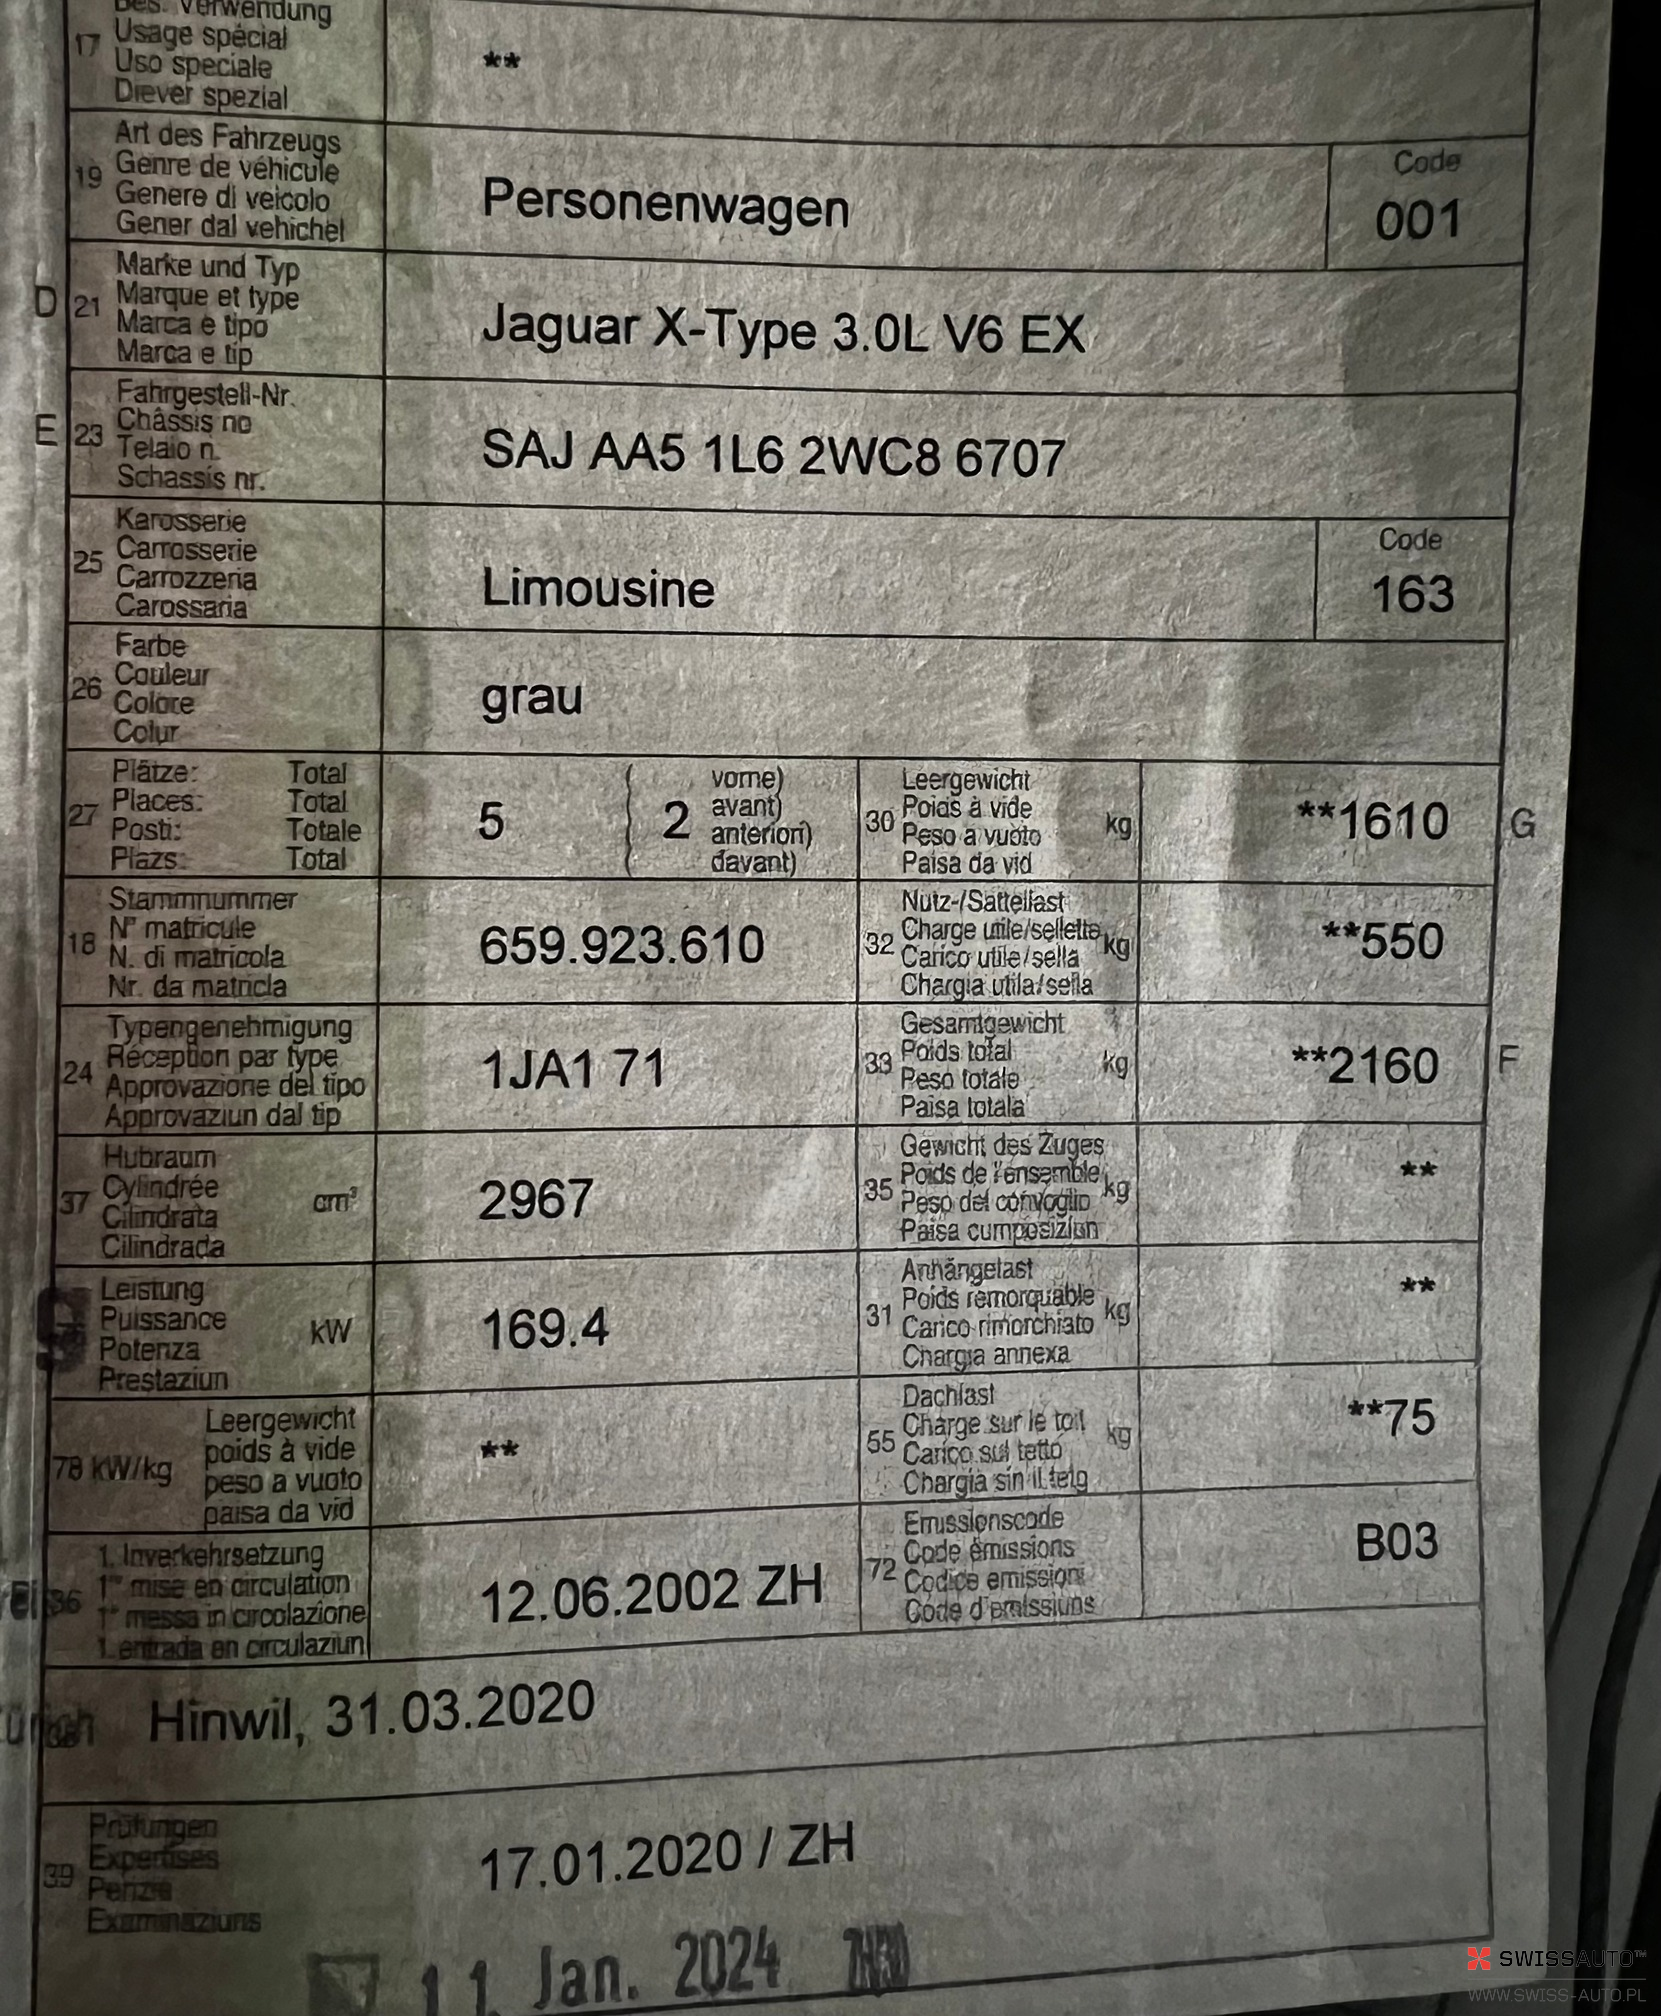 Bes. Verwendung
17 Usage spécial **
Uso speciale
Diever spezial
Art des Fahrzeugs Code
19 Genre de véhicule Personenwagen 001
Genere di veicolo
Gener dal vehichel
Marke und Typ
D 21 Marque et type Jaguar X-Type 3.0L V6 EX
Marca e tipo
Marca e tip
Fahrgestell-Nr.
E 23 Châssis no SAJ AA5 1L6 2WC8 6707
Telaio n.
Schassis nr.
Karosserie Code
25 Carrosserie Limousine 163
Carrozzeria
Carossaria
Farbe
26 Couleur grau
Colore
Colur
Plätze: Total vorne) Leergewicht
27 Places: Total 5 ( 2 avant) 30 Poids à vide kg **1610 G
Posti: Totale anteriori) Peso a vuoto
Plazs: Total davant) Paisa da vid
Stammnummer Nutz-/Sattellast
18 N° matricule 659.923.610 32 Charge utile/sellette kg **550
N. di matricola Carico utile/sella
Nr. da matricla Chargia utila/sella
Typengenehmigung Gesamtgewicht
24 Réception par type 1JA1 71 33 Poids total kg **2160 F
Approvazione del tipo Peso totale
Approvaziun dal tip Paisa totala
Hubraum Gewicht des Zuges
37 Cylindrée cm³ 2967 35 Poids de l'ensemble kg **
Cilindrata Peso del convoglio
Cilindrada Paisa cumposiziun
Leistung Anhängelast
Puissance kW 169.4 31 Poids remorquable kg **
Potenza Carico rimorchiato
Prestaziun Chargia annexa
Leergewicht Dachlast
78 kW/kg poids à vide ** 55 Charge sur le toit kg **75
peso a vuoto Carico sul tetto
paisa da vid Chargia sin il tetg
1. Inverkehrsetzung Emissionscode
36 1re mise en circulation 12.06.2002 ZH 72 Code émissions B03
1a messa in circolazione Codice emissioni
1. entrada en circulaziun Code d'emissiuns
Zürich Hinwil, 31.03.2020
Prüfungen
39 Expertises 17.01.2020 / ZH
Perizie
Examinaziuns
11. Jan. 2024
SWISSAUTO™
WWW.SWISS-AUTO.PL